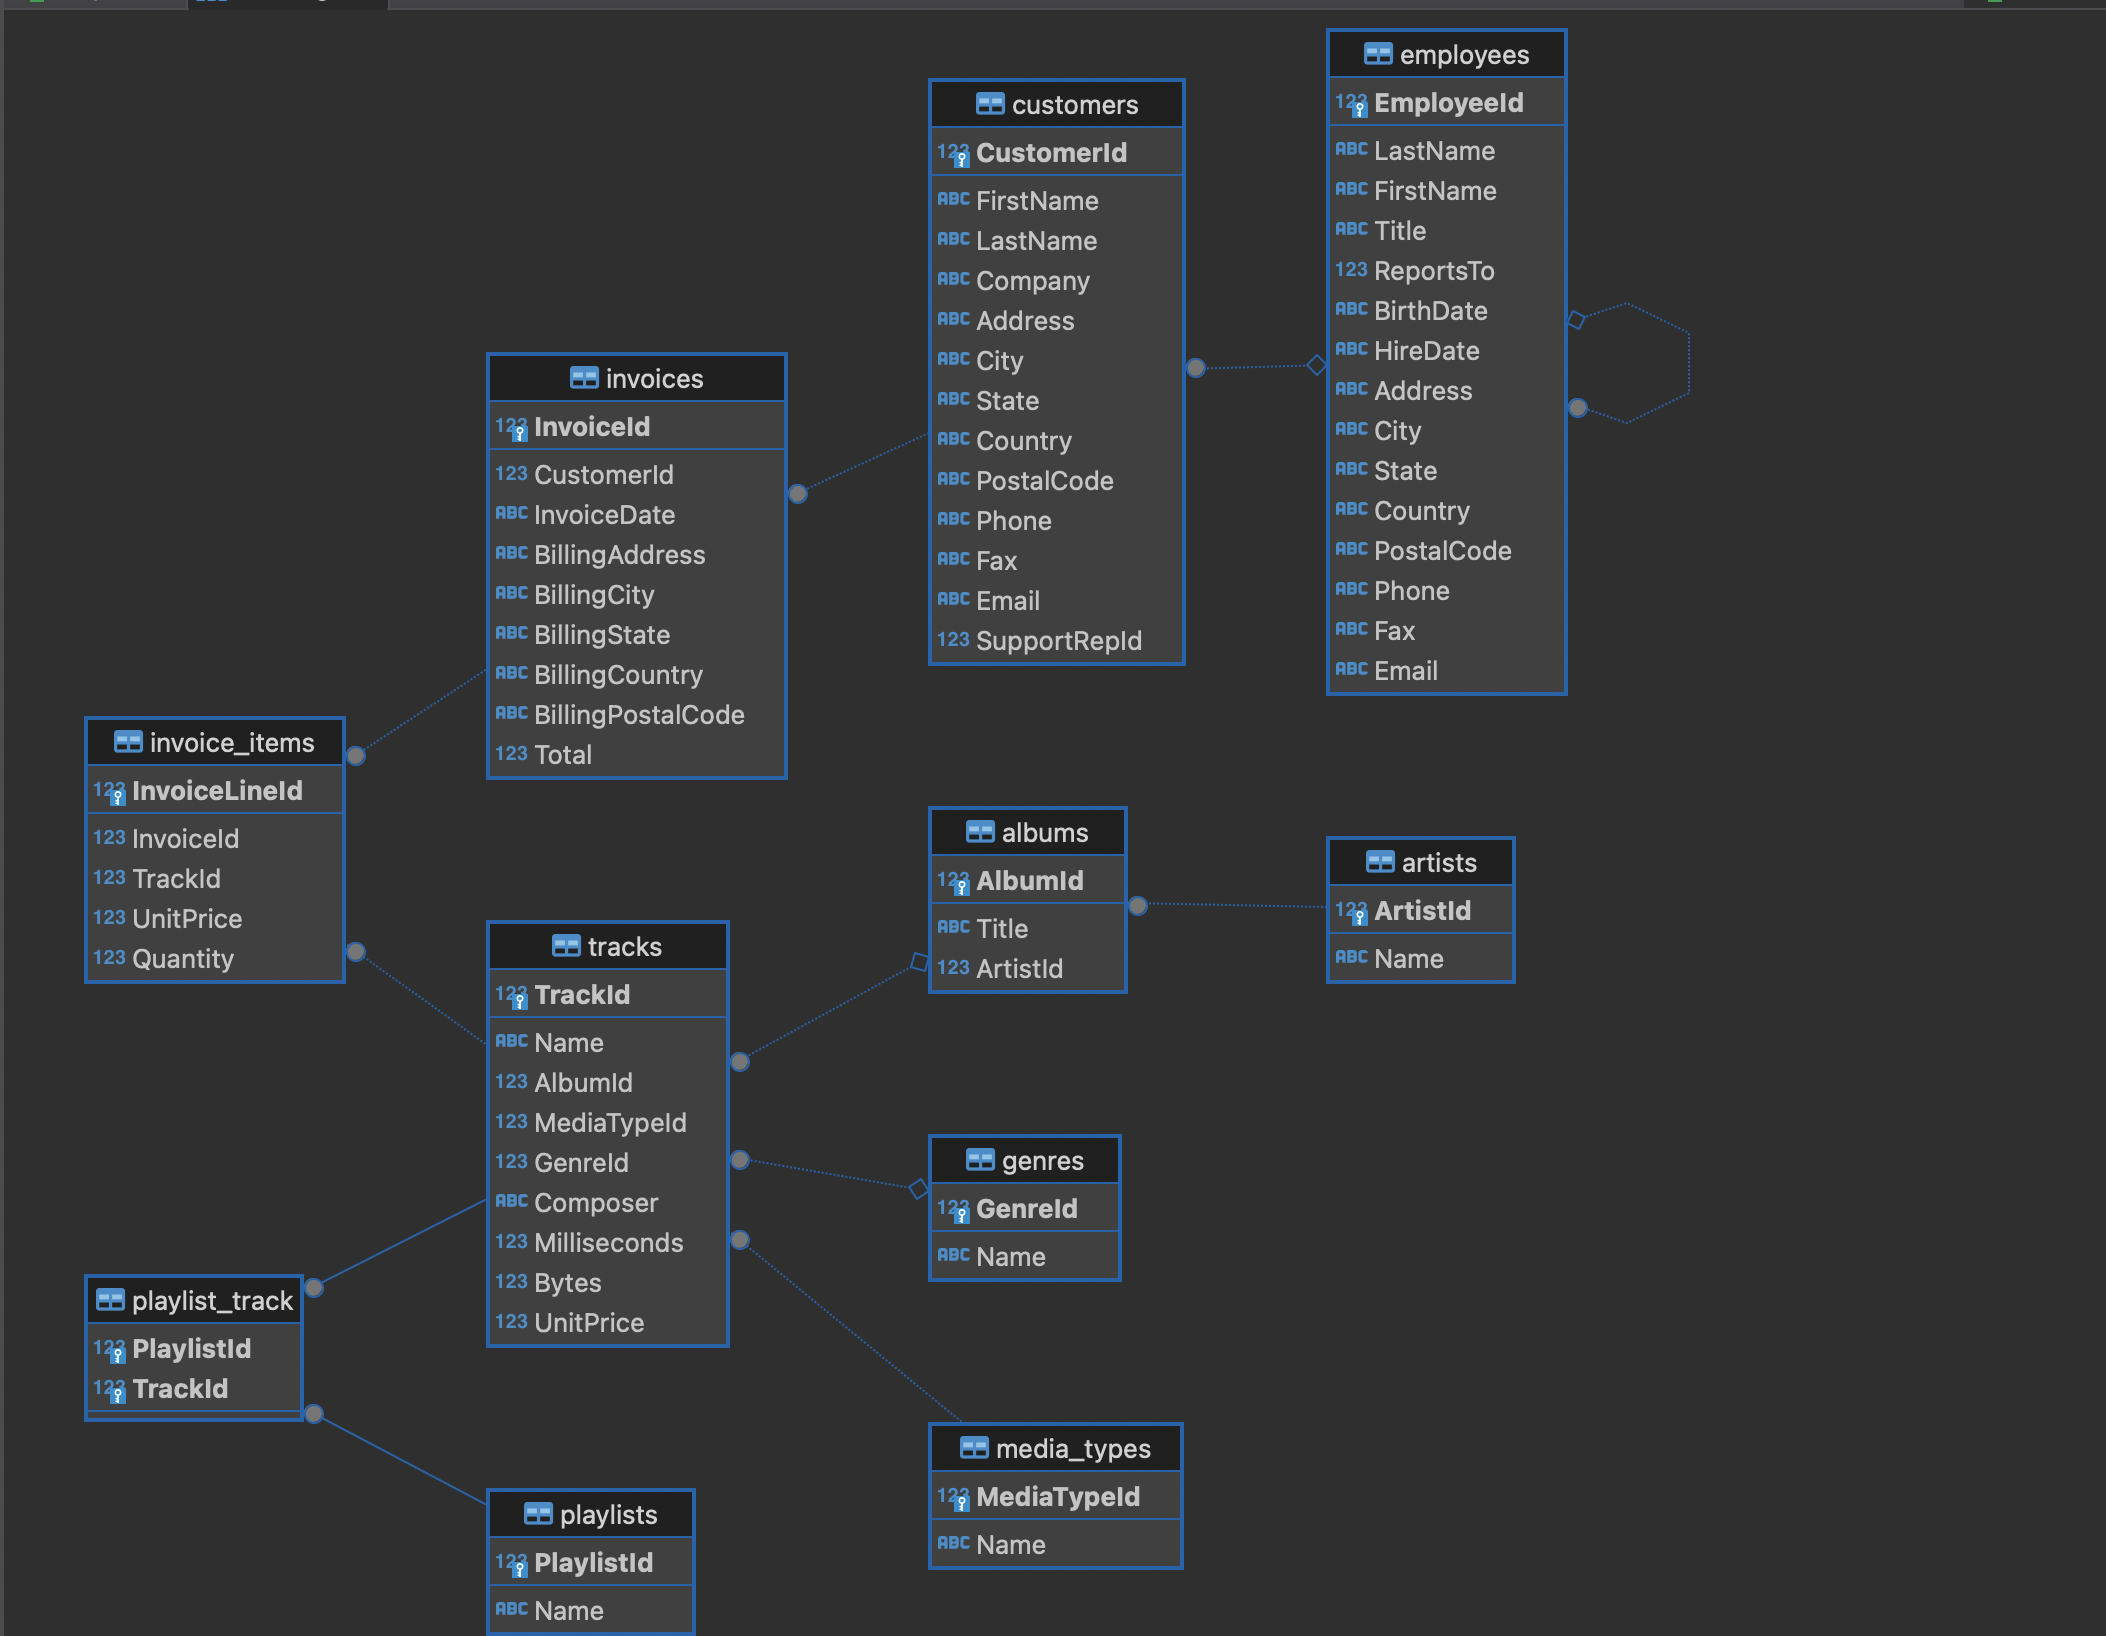 employees
123 EmployeeId
ABC LastName
ABC FirstName
ABC Title
123 ReportsTo
ABC BirthDate
ABC HireDate
ABC Address
ABC City
ABC State
ABC Country
ABC PostalCode
ABC Phone
ABC Fax
ABC Email
customers
123 CustomerId
ABC FirstName
ABC LastName
ABC Company
ABC Address
ABC City
ABC State
ABC Country
ABC PostalCode
ABC Phone
ABC Fax
ABC Email
123 SupportRepId
invoices
123 InvoiceId
123 CustomerId
ABC InvoiceDate
ABC BillingAddress
ABC BillingCity
ABC BillingState
ABC BillingCountry
ABC BillingPostalCode
123 Total
invoice_items
123 InvoiceLineId
123 InvoiceId
123 TrackId
123 UnitPrice
123 Quantity
albums
123 AlbumId
ABC Title
123 ArtistId
artists
123 ArtistId
ABC Name
tracks
123 TrackId
ABC Name
123 AlbumId
123 MediaTypeId
123 GenreId
ABC Composer
123 Milliseconds
123 Bytes
123 UnitPrice
genres
123 GenreId
ABC Name
playlist_track
123 PlaylistId
123 TrackId
media_types
123 MediaTypeId
ABC Name
playlists
123 PlaylistId
ABC Name